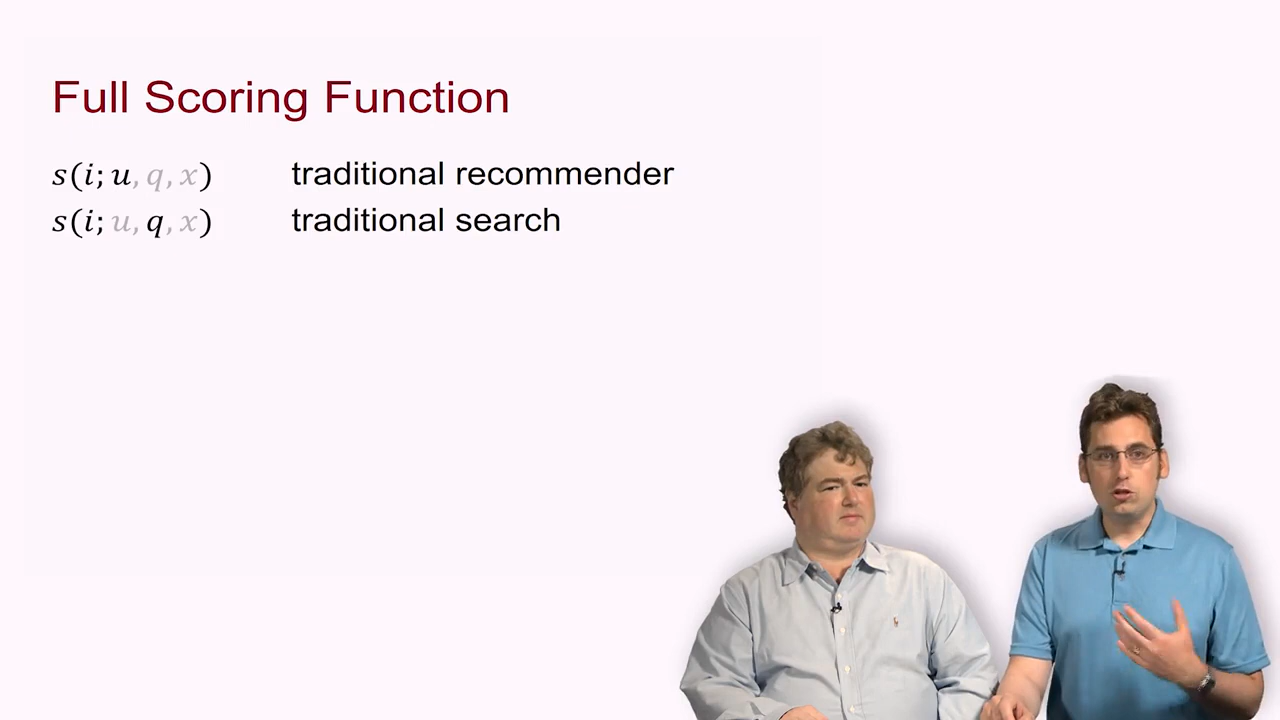 Full Scoring Function
s(i; u, q, x) traditional recommender
s(i; u, q, x) traditional search